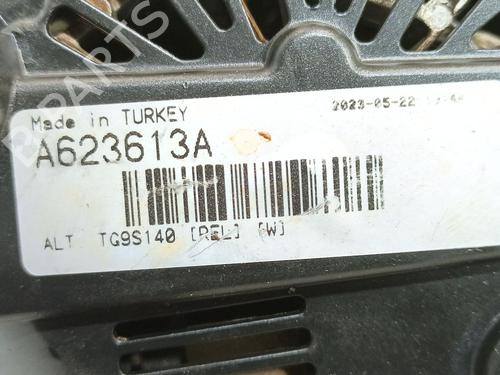 Made in TURKEY
2023-05-22
A623613A
ALT TG9S140 [REL] [W]
B-PARTS